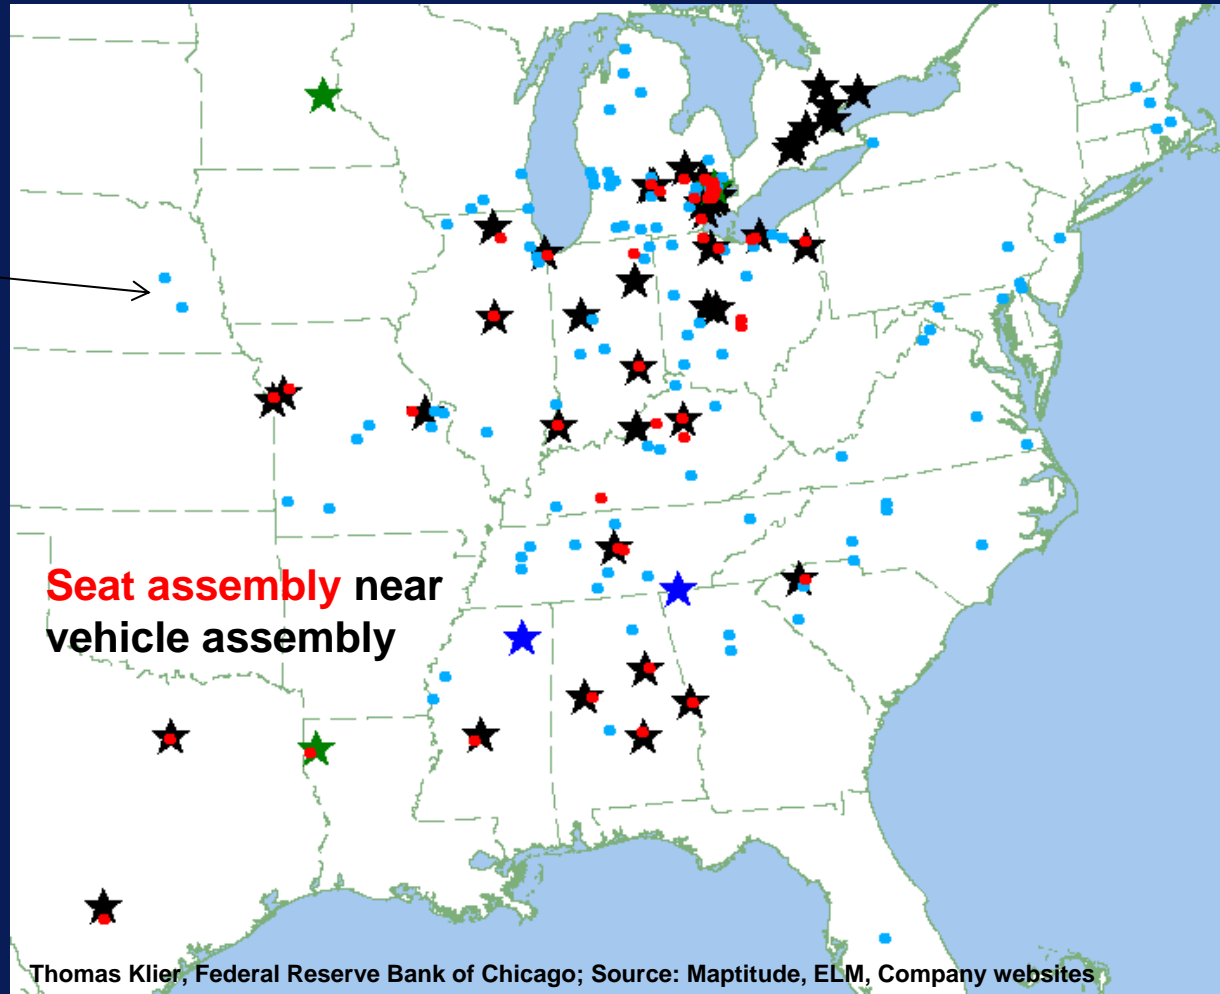 Seat assembly near
vehicle assembly
Thomas Klier, Federal Reserve Bank of Chicago; Source: Maptitude, ELM, Company websites